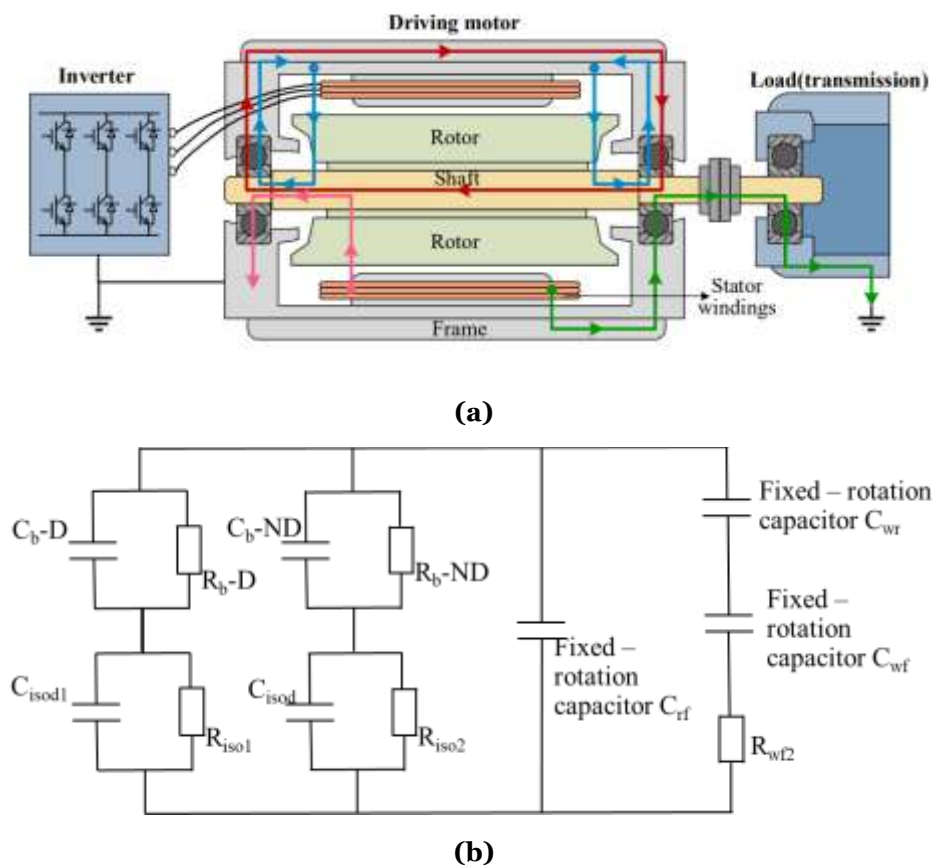 Driving motor
Inverter
Load(transmission)
Rotor
Shaft
Rotor
Stator
windings
Frame
(a)
C_b-D
R_b-D
C_b-ND
R_b-ND
Fixed – rotation
capacitor C_wr
Fixed –
rotation
capacitor C_wf
Fixed –
rotation
capacitor C_rf
C_isod1
R_iso1
C_isod
R_iso2
R_wf2
(b)